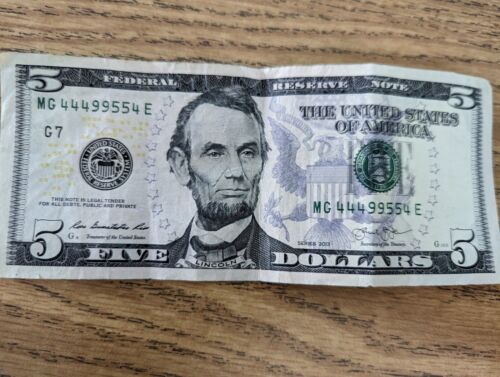 5 FEDERAL RESERVE NOTE 5
MG 44499554 E
THE UNITED STATES
OF AMERICA
G7
THIS NOTE IS LEGAL TENDER
FOR ALL DEBTS, PUBLIC AND PRIVATE
MG 44499554 E
Treasurer of the United States.
SERIES 2013
Secretary of the Treasury.
LINCOLN
5 FIVE DOLLARS 5